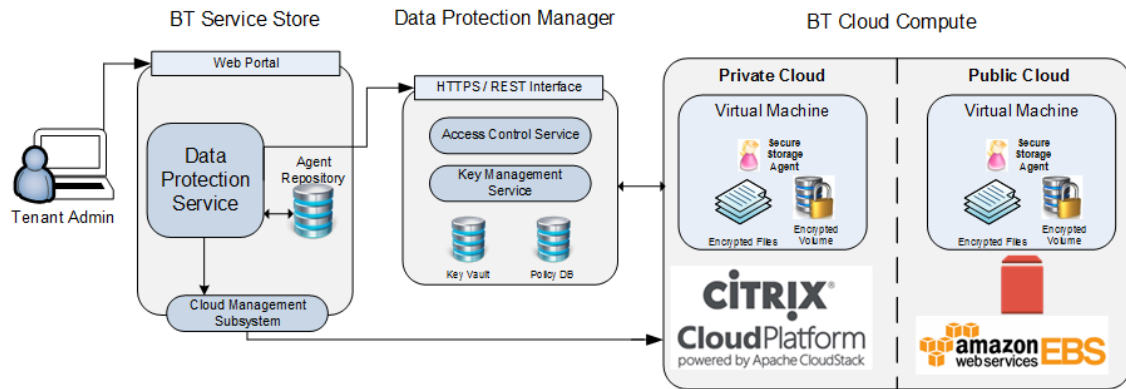 BT Service Store
Data Protection Manager
BT Cloud Compute
Web Portal
Tenant Admin
Data
Protection
Service
Agent
Repository
Cloud Management
Subsystem
HTTPS / REST Interface
Access Control Service
Key Management
Service
Key Vault
Policy DB
Private Cloud
Virtual Machine
Secure
Storage
Agent
Encrypted Files
Encrypted
Volume
CITRIX®
CloudPlatform
powered by Apache CloudStack
Public Cloud
Virtual Machine
Secure
Storage
Agent
Encrypted Files
Encrypted
Volume
amazon
webservices
EBS